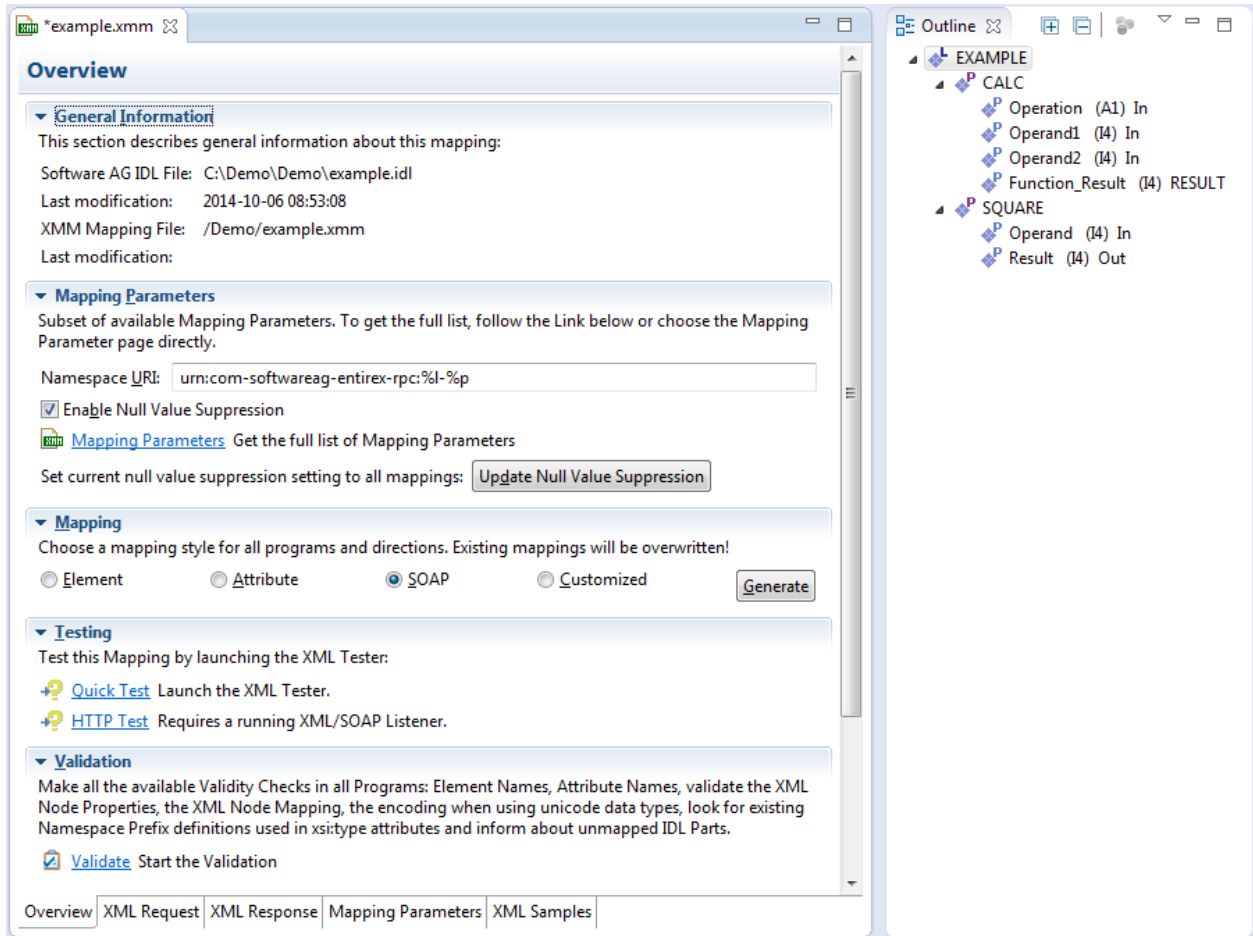 *example.xmm
Overview
General Information
This section describes general information about this mapping:
Software AG IDL File: C:\Demo\Demo\example.idl
Last modification: 2014-10-06 08:53:08
XMM Mapping File: /Demo/example.xmm
Last modification:
Mapping Parameters
Subset of available Mapping Parameters. To get the full list, follow the Link below or choose the Mapping
Parameter page directly.
Namespace URI: urn:com-softwareag-entirex-rpc:%l-%p
Enable Null Value Suppression
Mapping Parameters Get the full list of Mapping Parameters
Set current null value suppression setting to all mappings: Update Null Value Suppression
Mapping
Choose a mapping style for all programs and directions. Existing mappings will be overwritten!
Element Attribute SOAP Customized Generate
Testing
Test this Mapping by launching the XML Tester:
Quick Test Launch the XML Tester.
HTTP Test Requires a running XML/SOAP Listener.
Validation
Make all the available Validity Checks in all Programs: Element Names, Attribute Names, validate the XML
Node Properties, the XML Node Mapping, the encoding when using unicode data types, look for existing
Namespace Prefix definitions used in xsi:type attributes and inform about unmapped IDL Parts.
Validate Start the Validation
Overview XML Request XML Response Mapping Parameters XML Samples
Outline
L EXAMPLE
P CALC
P Operation (A1) In
P Operand1 (I4) In
P Operand2 (I4) In
P Function_Result (I4) RESULT
P SQUARE
P Operand (I4) In
P Result (I4) Out